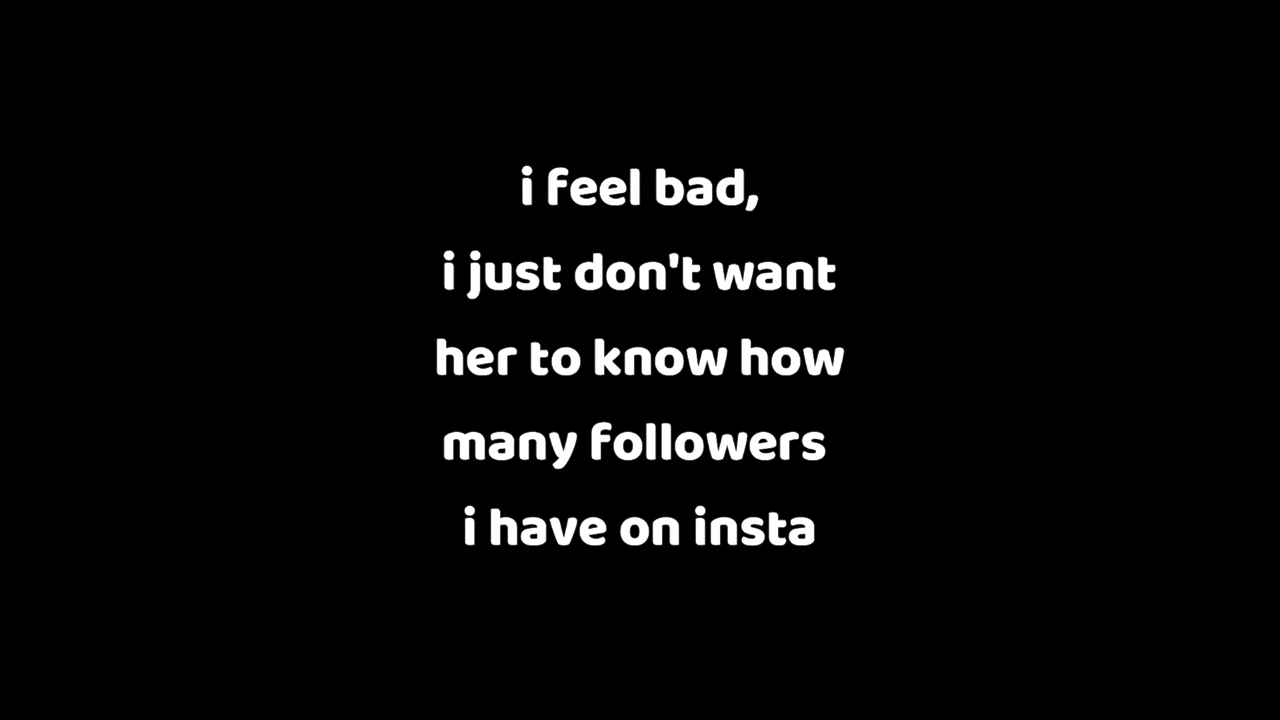 i feel bad,
i just don't want
her to know how
many followers
i have on insta